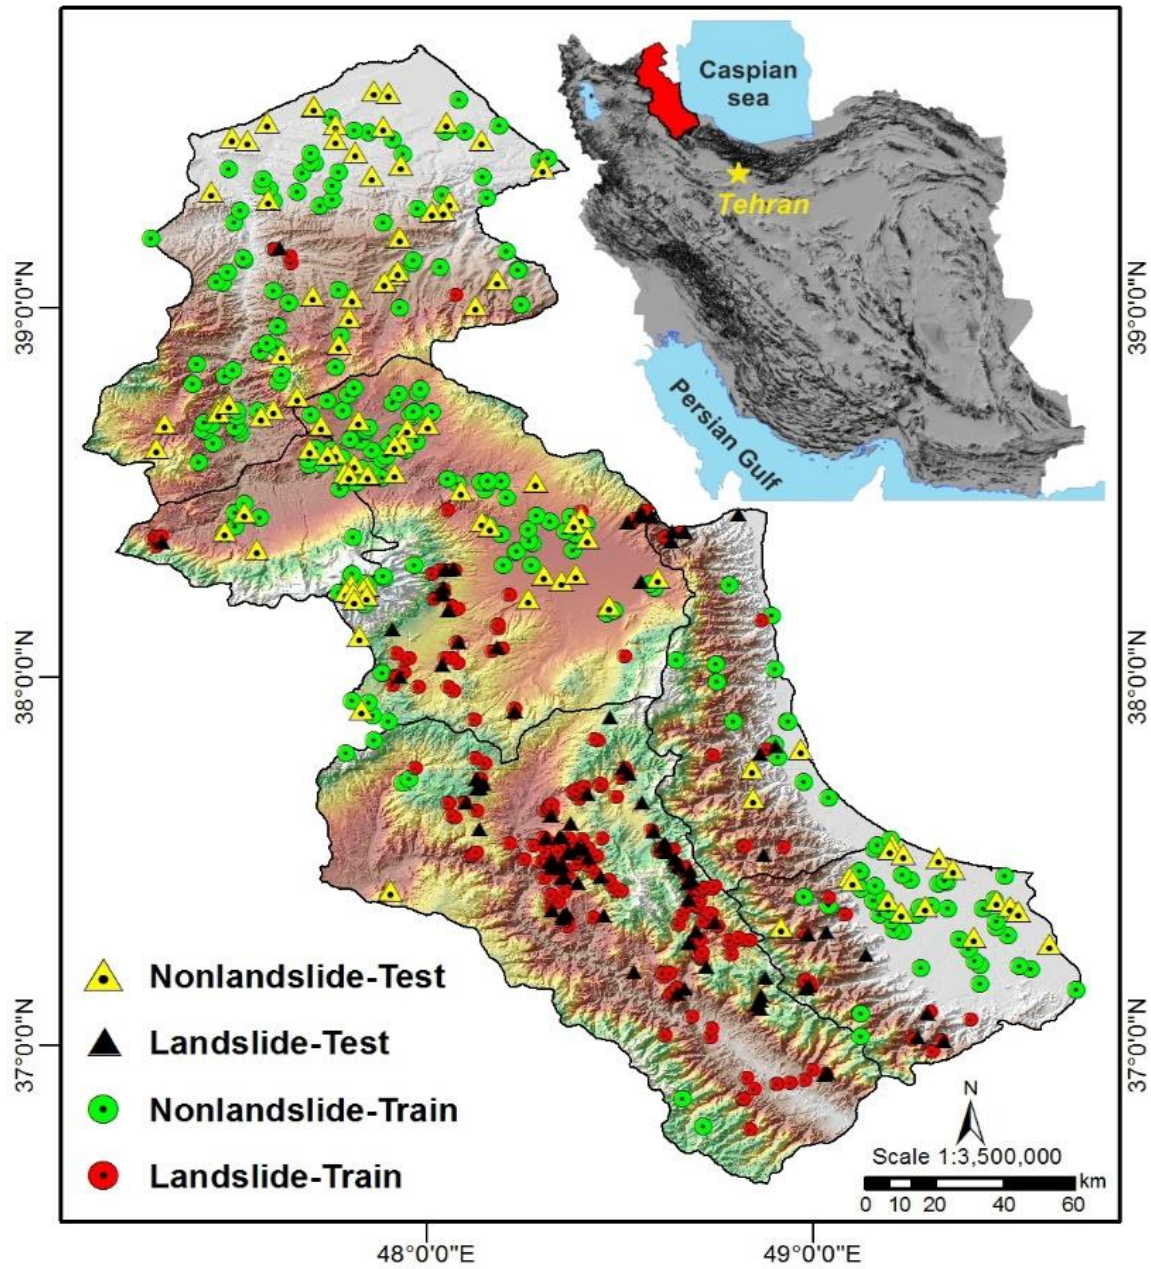 Caspian
sea
Tehran
Persian Gulf
39°0'0"N
39°0'0"N
38°0'0"N
38°0'0"N
37°0'0"N
37°0'0"N
Nonlandslide-Test
Landslide-Test
Nonlandslide-Train
Landslide-Train
N
Scale 1:3,500,000
km
0 10 20 40 60
48°0'0"E
49°0'0"E